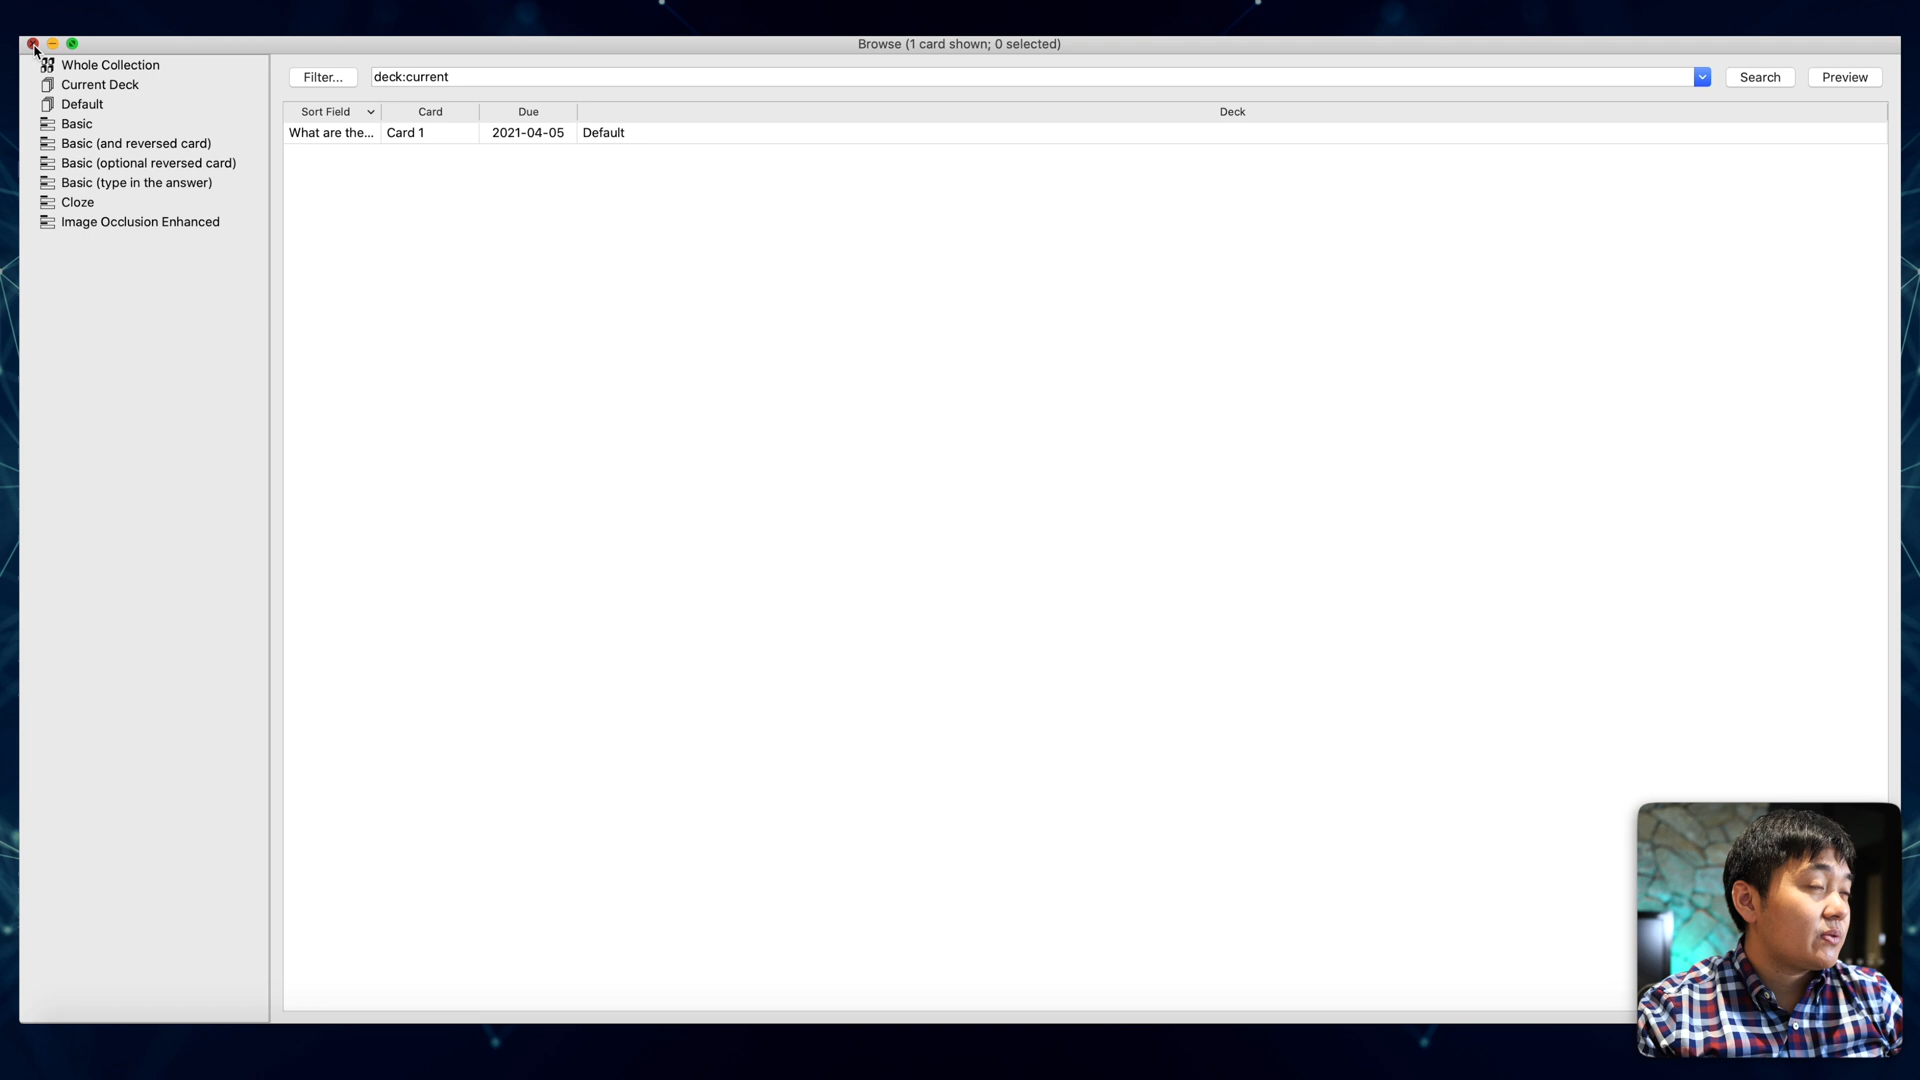 Browse (1 card shown; 0 selected)
Whole Collection
Current Deck
Default
Basic
Basic (and reversed card)
Basic (optional reversed card)
Basic (type in the answer)
Cloze
Image Occlusion Enhanced
Filter...
deck:current
Search
Preview
Sort Field Card Due Deck
What are the... Card 1 2021-04-05 Default